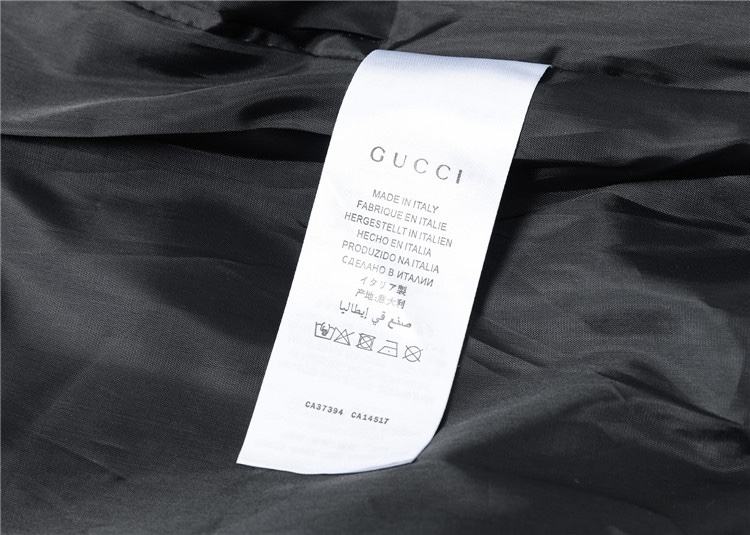 GUCCI
MADE IN ITALY
FABRIQUE EN ITALIE
HERGESTELLT IN ITALIEN
HECHO EN ITALIA
PRODUZIDO NA ITALIA
СДЕЛАНО В ИТАЛИИ
イタリア製
产地:意大利
صنع في إيطاليا
CA37394 CA14517